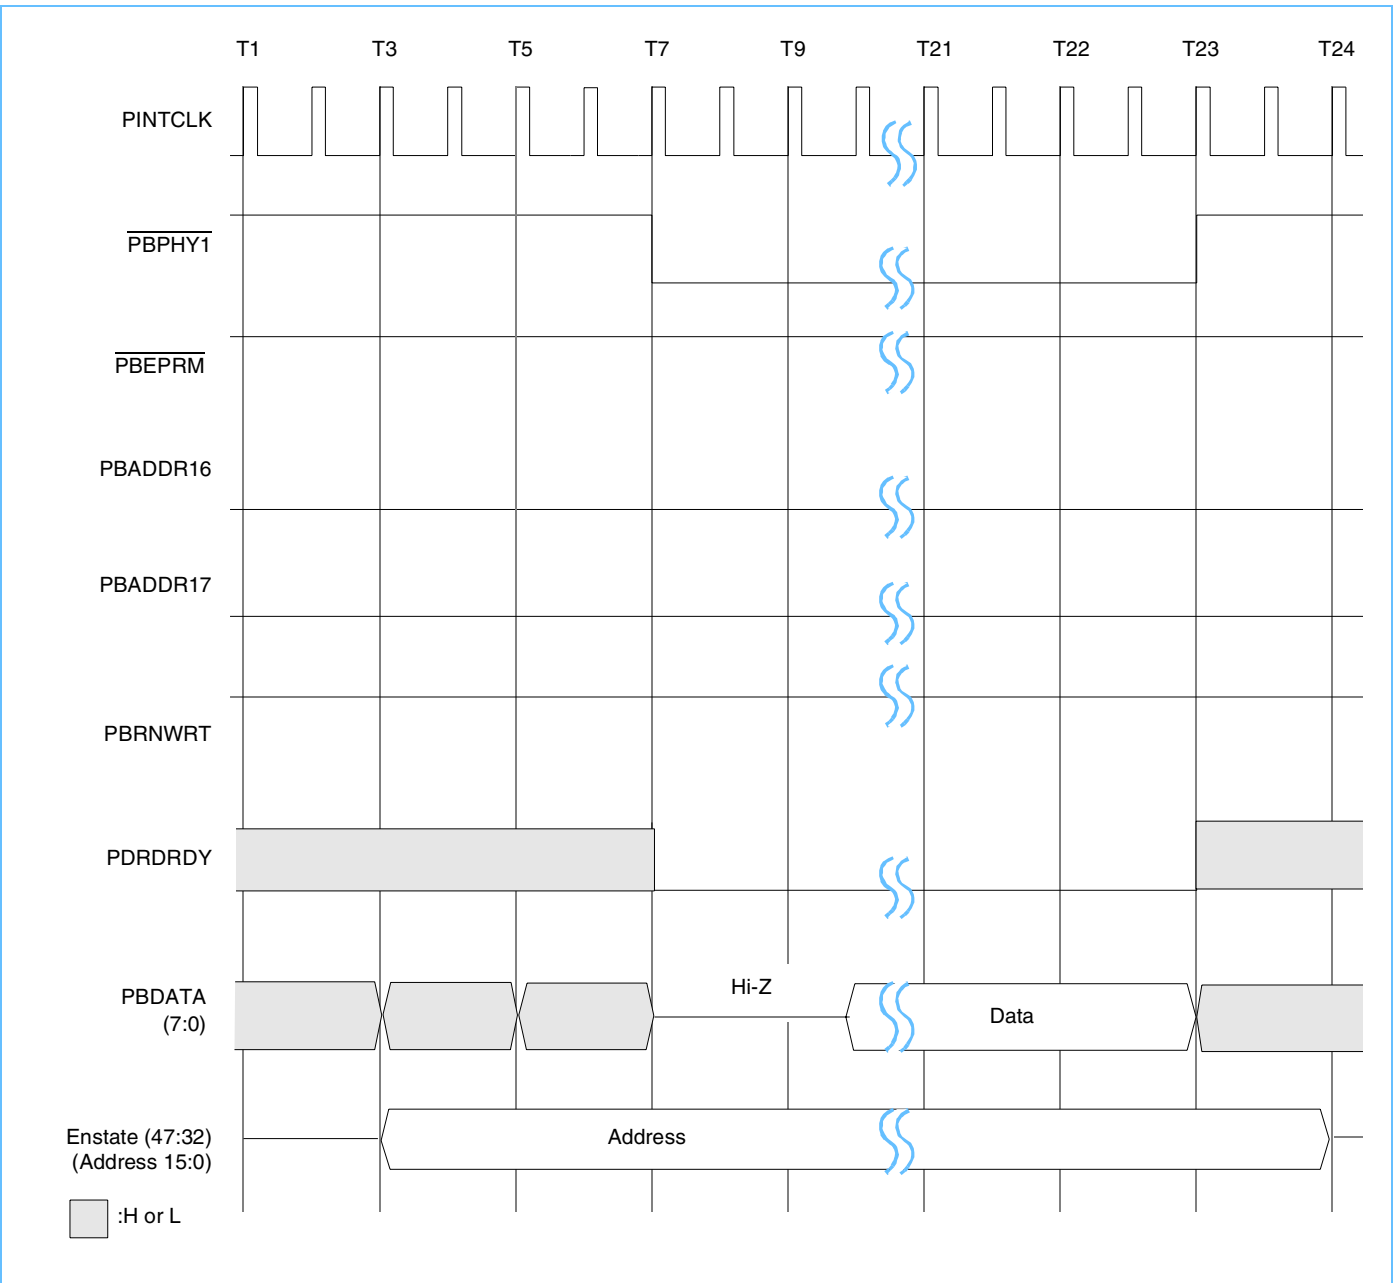 T1 T3 T5 T7 T9 T21 T22 T23 T24
PINTCLK
PBPHY1
PBEPRM
PBADDR16
PBADDR17
PBRNWRT
PDRDRDY
PBDATA
(7:0)
Hi-Z
Data
Enstate (47:32)
(Address 15:0)
Address
:H or L